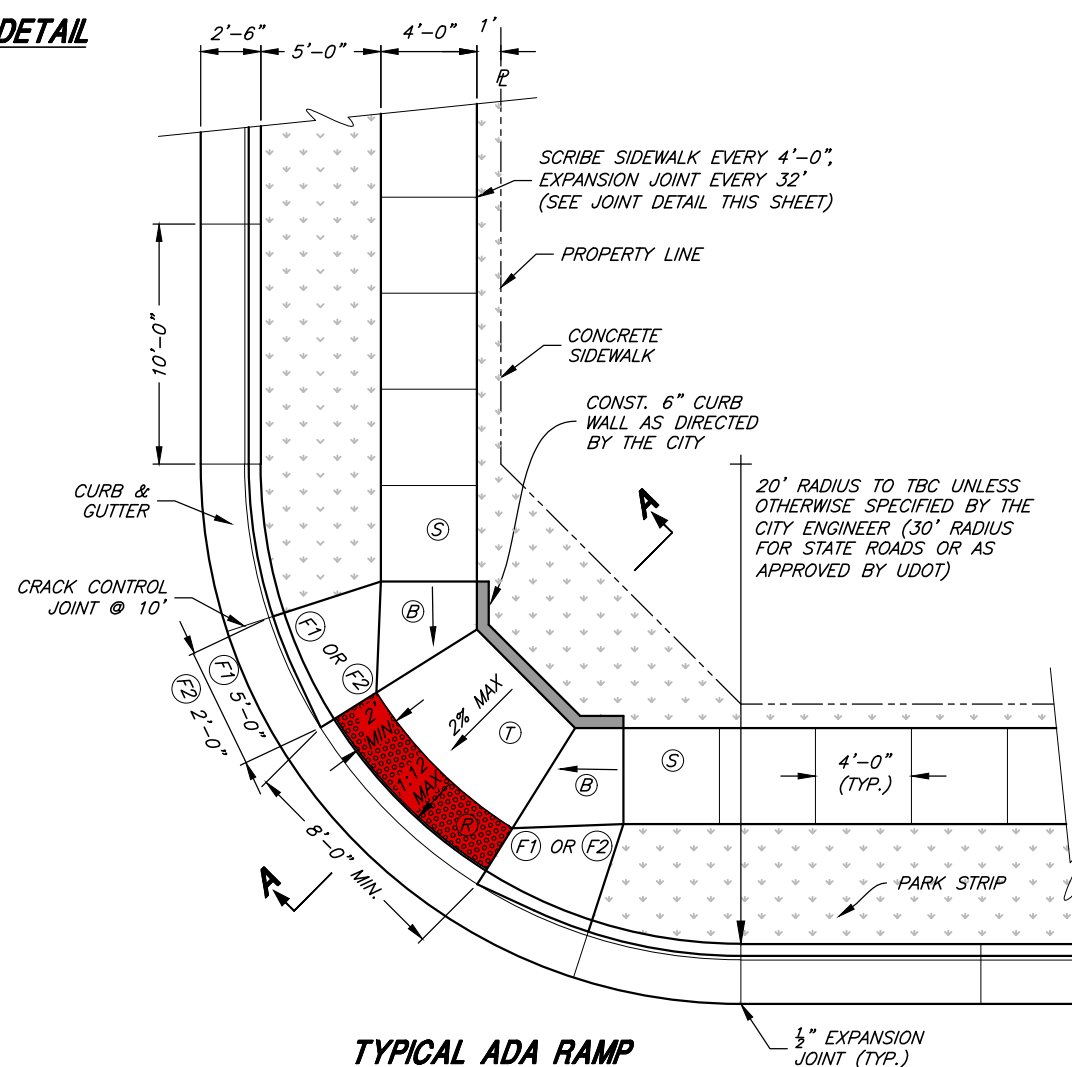 DETAIL
2'-6"
5'-0"
4'-0"
1'
PL
SCRIBE SIDEWALK EVERY 4'-0",
EXPANSION JOINT EVERY 32'
(SEE JOINT DETAIL THIS SHEET)
PROPERTY LINE
10'-0"
CONCRETE
SIDEWALK
CONST. 6" CURB
WALL AS DIRECTED
BY THE CITY
CURB &
GUTTER
20' RADIUS TO TBC UNLESS
OTHERWISE SPECIFIED BY THE
CITY ENGINEER (30' RADIUS
FOR STATE ROADS OR AS
APPROVED BY UDOT)
A
S
CRACK CONTROL
JOINT @ 10'
B
F1 OR F2
F1 5'-0"
F2 2'-0"
2'
MIN.
2% MAX
T
1:12
MAX
R
B
S
4'-0"
(TYP.)
F1 OR F2
8'-0" MIN.
A
PARK STRIP
1/2" EXPANSION
JOINT (TYP.)
TYPICAL ADA RAMP